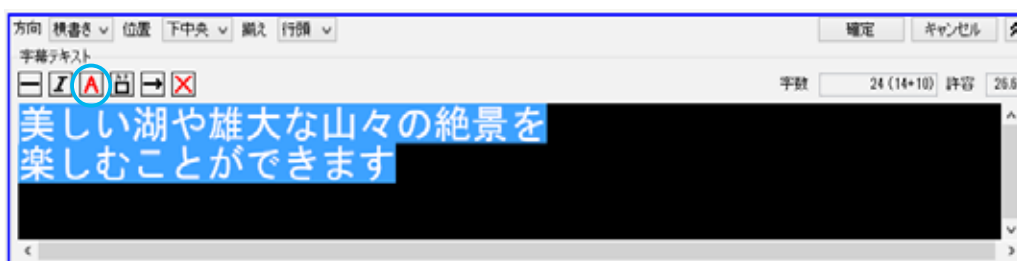 方向 横書き 位置 下中央 揃え 行頭 確定 キャンセル
字幕テキスト
I A 字数 24(14+10) 許容 26.6
美しい湖や雄大な山々の絶景を
楽しむことができます